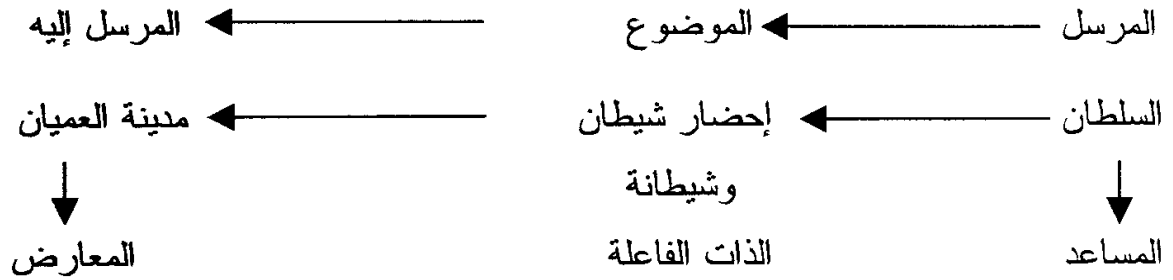 المرسل الموضوع المرسل إليه
السلطان إحضار شيطان مدينة العميان
وشيطانة
المساعد الذات الفاعلة المعارض